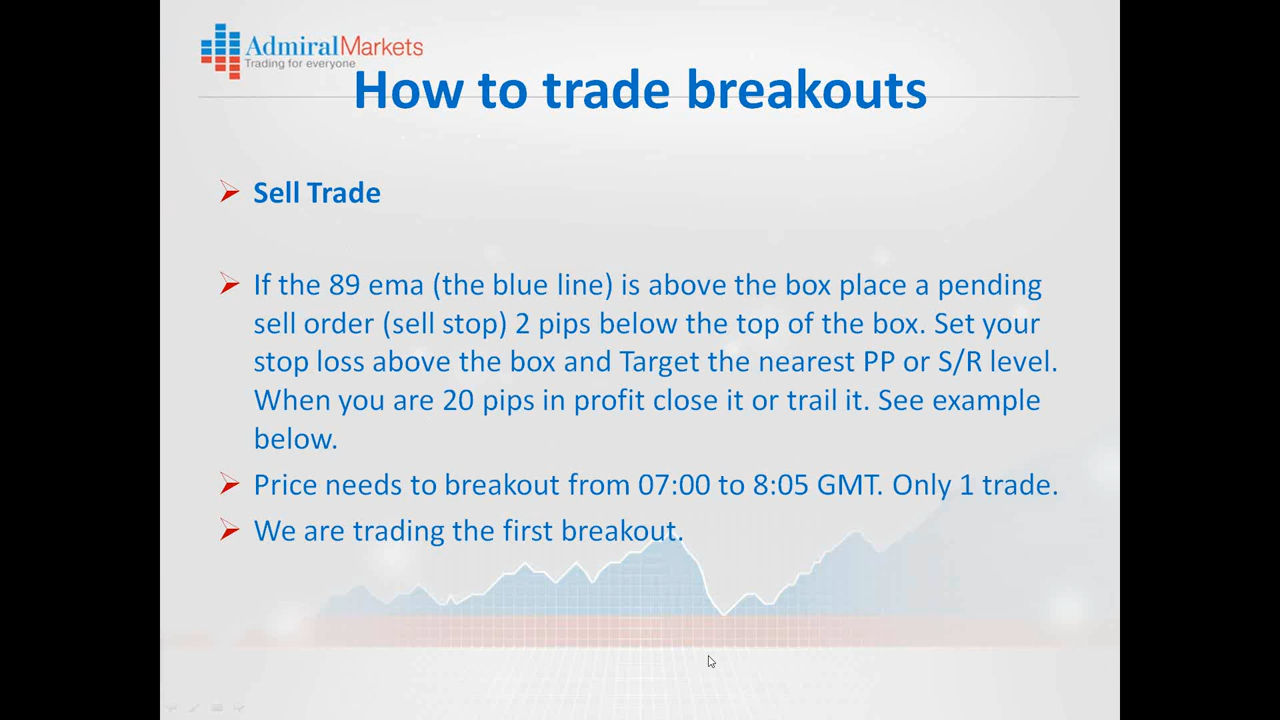 AdmiralMarkets
Trading for everyone
How to trade breakouts
Sell Trade
If the 89 ema (the blue line) is above the box place a pending
sell order (sell stop) 2 pips below the top of the box. Set your
stop loss above the box and Target the nearest PP or S/R level.
When you are 20 pips in profit close it or trail it. See example
below.
Price needs to breakout from 07:00 to 8:05 GMT. Only 1 trade.
We are trading the first breakout.